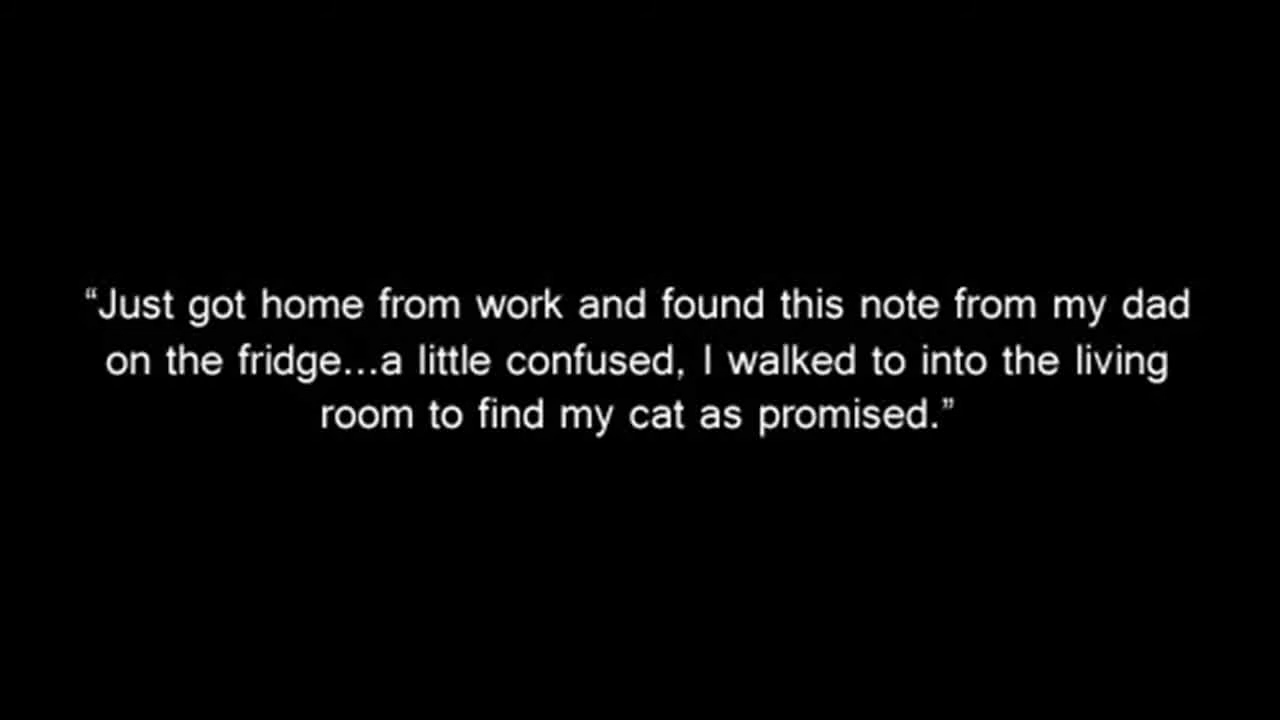 “Just got home from work and found this note from my dad
on the fridge...a little confused, I walked to into the living
room to find my cat as promised.”